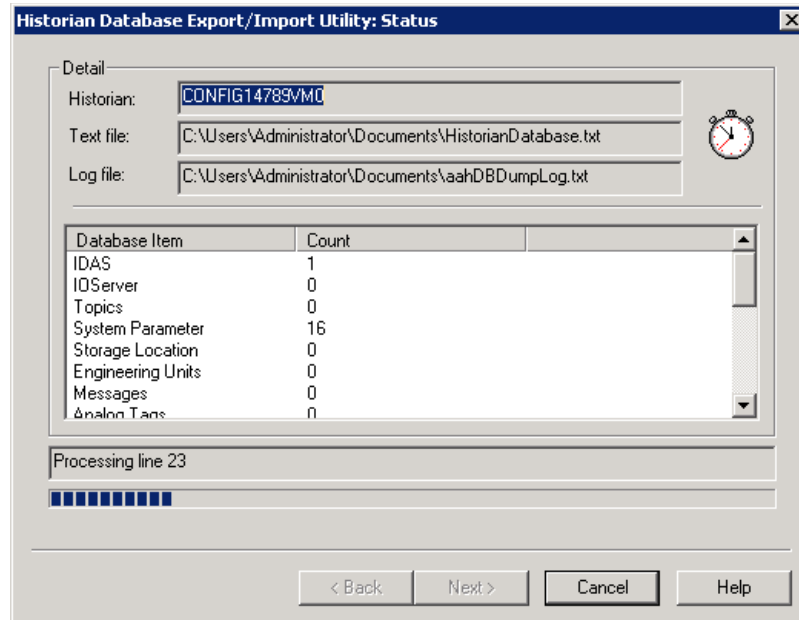 Historian Database Export/Import Utility: Status
Detail
Historian: CONFIG14789VM0
Text file: C:\Users\Administrator\Documents\HistorianDatabase.txt
Log file: C:\Users\Administrator\Documents\aahDBDumpLog.txt
Database Item Count
IDAS 1
IOServer 0
Topics 0
System Parameter 16
Storage Location 0
Engineering Units 0
Messages 0
Analog Tags 0
Processing line 23
< Back Next > Cancel Help